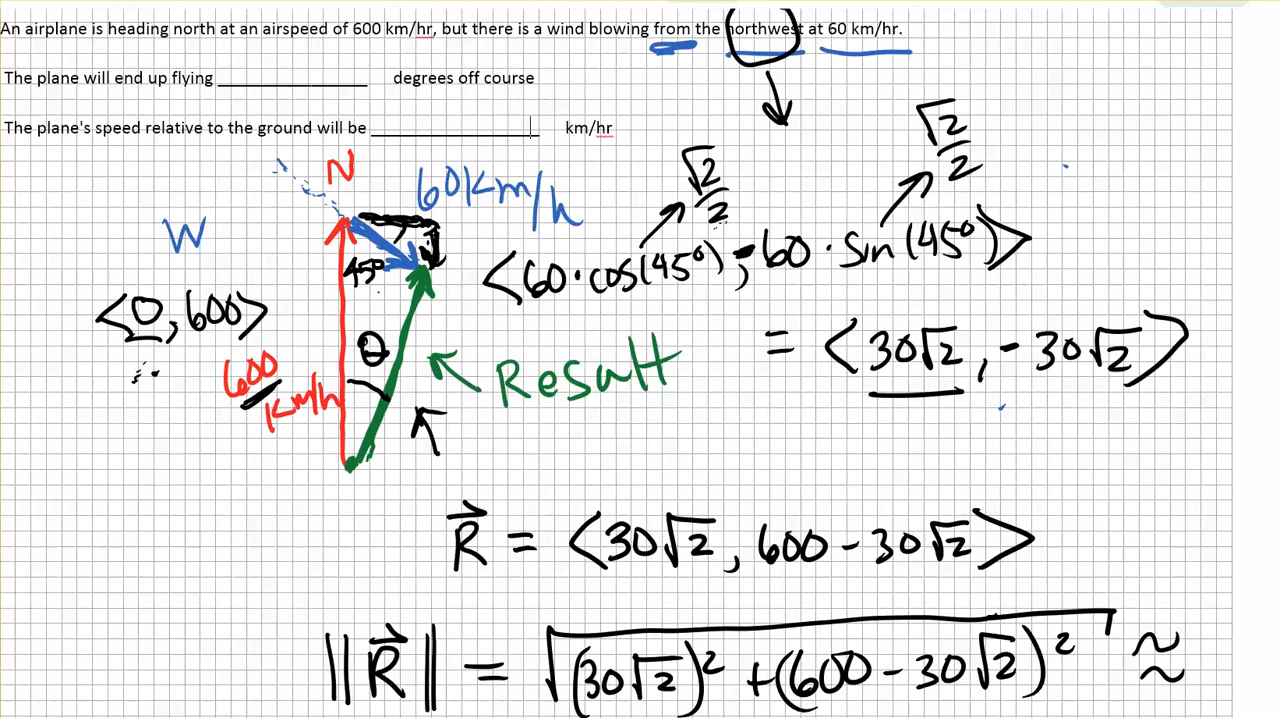 An airplane is heading north at an airspeed of 600 km/hr, but there is a wind blowing from the northwest at 60 km/hr.
The plane will end up flying _______________ degrees off course
The plane's speed relative to the ground will be _________________ km/hr
N
60km/h
√2/2
√2/2
W
45°
<60·cos(45°), -60·sin(45°)>
<0,600>
= <30√2, -30√2>
θ
600 km/h
Result
R⃗ = <30√2, 600-30√2>
||R⃗|| = √(30√2)² + (600-30√2)² ≈